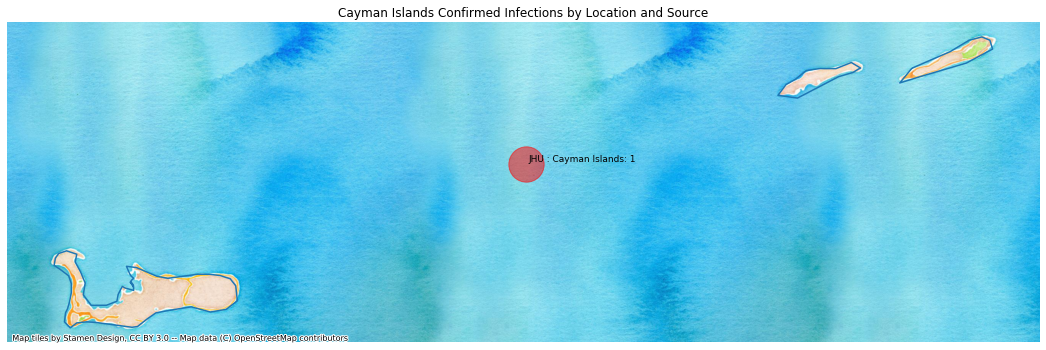 Cayman Islands Confirmed Infections by Location and Source
JHU : Cayman Islands: 1
Map tiles by Stamen Design, CC BY 3.0 -- Map data (C) OpenStreetMap contributors